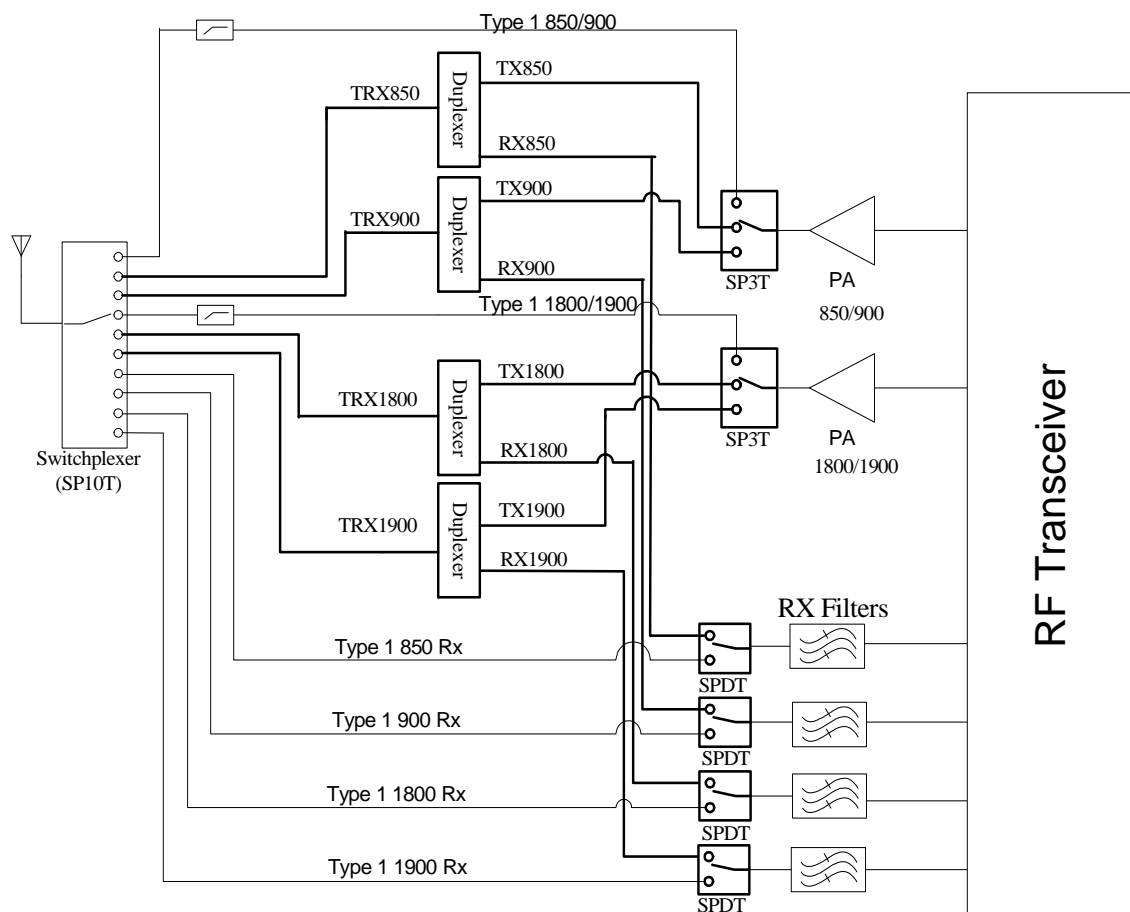 Type 1 850/900
TX850
TRX850
Duplexer
RX850
TX900
TRX900
Duplexer
RX900
SP3T
PA
850/900
Type 1 1800/1900
TX1800
TRX1800
Duplexer
RX1800
SP3T
PA
1800/1900
Switchplexer
(SP10T)
TX1900
TRX1900
Duplexer
RX1900
RF Transceiver
RX Filters
Type 1 850 Rx
SPDT
Type 1 900 Rx
SPDT
Type 1 1800 Rx
SPDT
Type 1 1900 Rx
SPDT